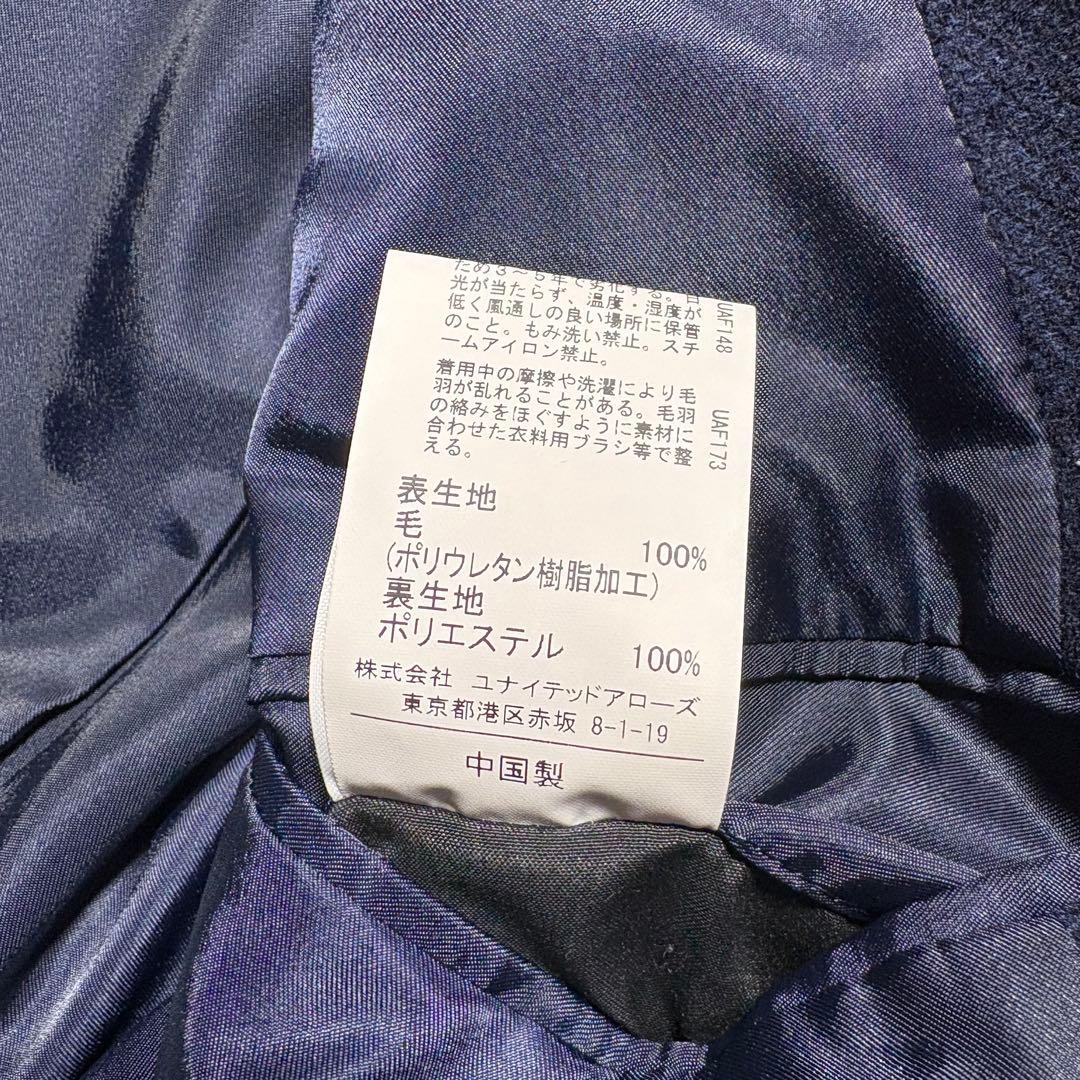 ため3～5年で劣化する。日
光が当たらず、温度・湿度が
低く風通しの良い場所に保管
のこと。もみ洗い禁止。スチ
ームアイロン禁止。
UAF148
着用中の摩擦や洗濯により毛
羽が乱れることがある。毛羽
の絡みをほぐすように素材に
合わせた衣料用ブラシ等で整
える。
UAF173
表生地
毛 100%
(ポリウレタン樹脂加工)
裏生地
ポリエステル 100%
株式会社 ユナイテッドアローズ
東京都港区赤坂 8-1-19
中国製